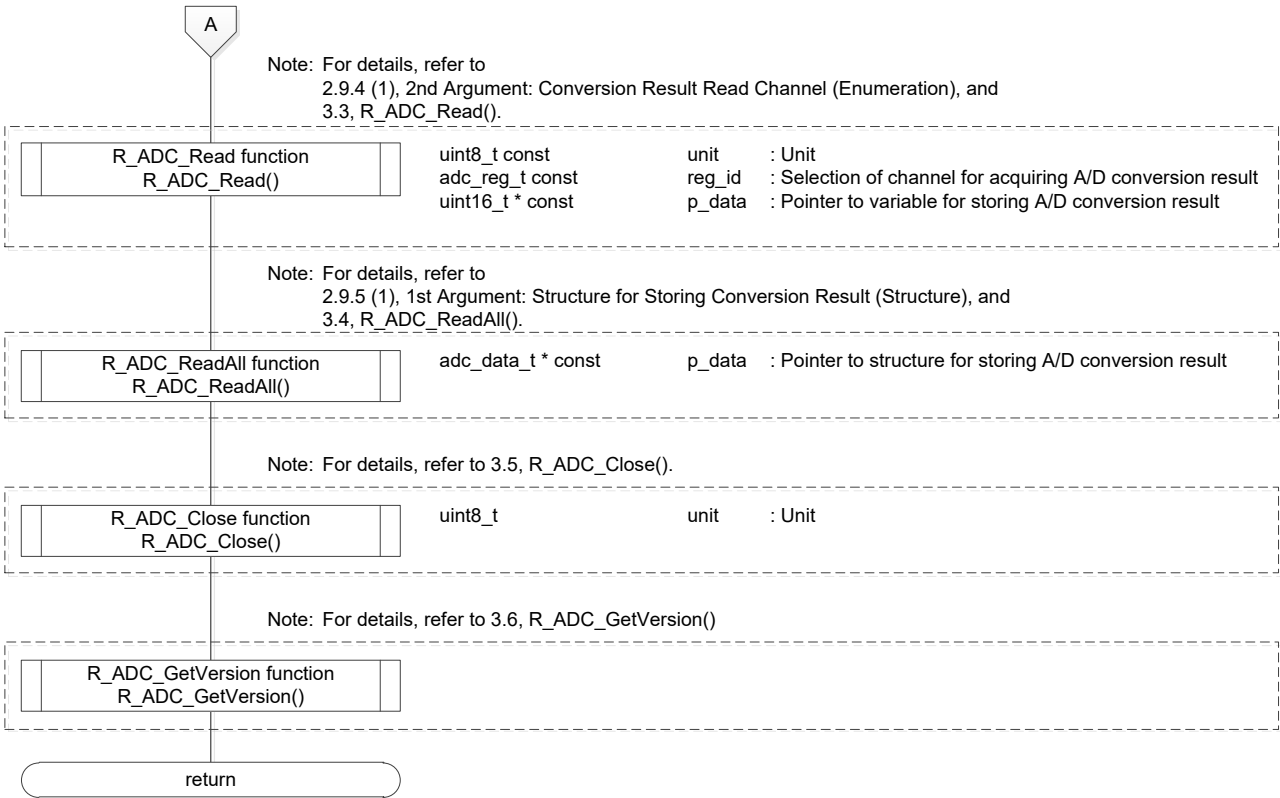 A
Note: For details, refer to
2.9.4 (1), 2nd Argument: Conversion Result Read Channel (Enumeration), and
3.3, R_ADC_Read().
R_ADC_Read function
R_ADC_Read()
uint8_t const unit : Unit
adc_reg_t const reg_id : Selection of channel for acquiring A/D conversion result
uint16_t * const p_data : Pointer to variable for storing A/D conversion result
Note: For details, refer to
2.9.5 (1), 1st Argument: Structure for Storing Conversion Result (Structure), and
3.4, R_ADC_ReadAll().
R_ADC_ReadAll function
R_ADC_ReadAll()
adc_data_t * const p_data : Pointer to structure for storing A/D conversion result
Note: For details, refer to 3.5, R_ADC_Close().
R_ADC_Close function
R_ADC_Close()
uint8_t unit : Unit
Note: For details, refer to 3.6, R_ADC_GetVersion()
R_ADC_GetVersion function
R_ADC_GetVersion()
return